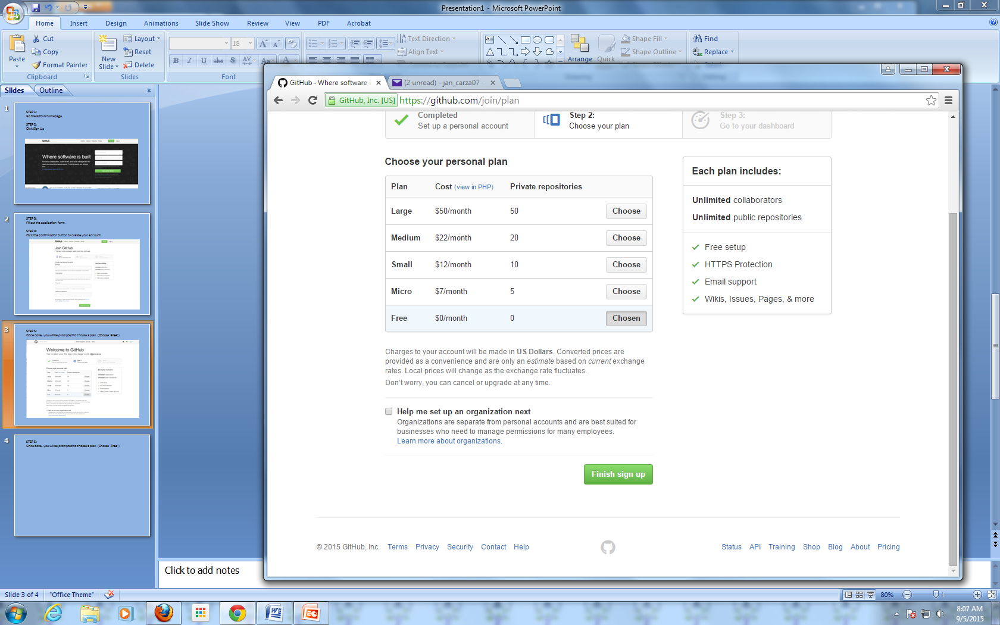 Presentation1 - Microsoft PowerPoint
Home Insert Design Animations Slide Show Review View PDF Acrobat
Paste
Cut
Copy
Format Painter
Clipboard
New Slide
Layout
Reset
Delete
Slides
18
Font
Text Direction
Align Text
Arrange
Quick
Shape Fill
Shape Outline
Find
Replace
Slides Outline
1
STEP 1:
Go the Github homepage.
STEP 2:
Click Sign Up
Where software is built
2
STEP 3:
Fill out the application form.
STEP 4:
Click the confirmation button to create your account.
Join GitHub
3
STEP 5:
Once done, you will be prompted to choose a plan. (Choose 'Free')
Welcome to GitHub
4
STEP 5:
Once done, you will be prompted to choose a plan. (Choose 'Free')
GitHub · Where software i
(2 unread) - jan_carza07 -
GitHub, Inc. [US] https://github.com/join/plan
Completed
Set up a personal account
Step 2:
Choose your plan
Step 3:
Go to your dashboard
Choose your personal plan
Plan Cost (view in PHP) Private repositories
Large $50/month 50 Choose
Medium $22/month 20 Choose
Small $12/month 10 Choose
Micro $7/month 5 Choose
Free $0/month 0 Chosen
Each plan includes:
Unlimited collaborators
Unlimited public repositories
Free setup
HTTPS Protection
Email support
Wikis, Issues, Pages, & more
Charges to your account will be made in US Dollars. Converted prices are
provided as a convenience and are only an estimate based on current exchange
rates. Local prices will change as the exchange rate fluctuates.
Don't worry, you can cancel or upgrade at any time.
Help me set up an organization next
Organizations are separate from personal accounts and are best suited for
businesses who need to manage permissions for many employees.
Learn more about organizations.
Finish sign up
© 2015 GitHub, Inc. Terms Privacy Security Contact Help
Status API Training Shop Blog About Pricing
Click to add notes
Slide 3 of 4 "Office Theme" 80%
8:07 AM
9/5/2015